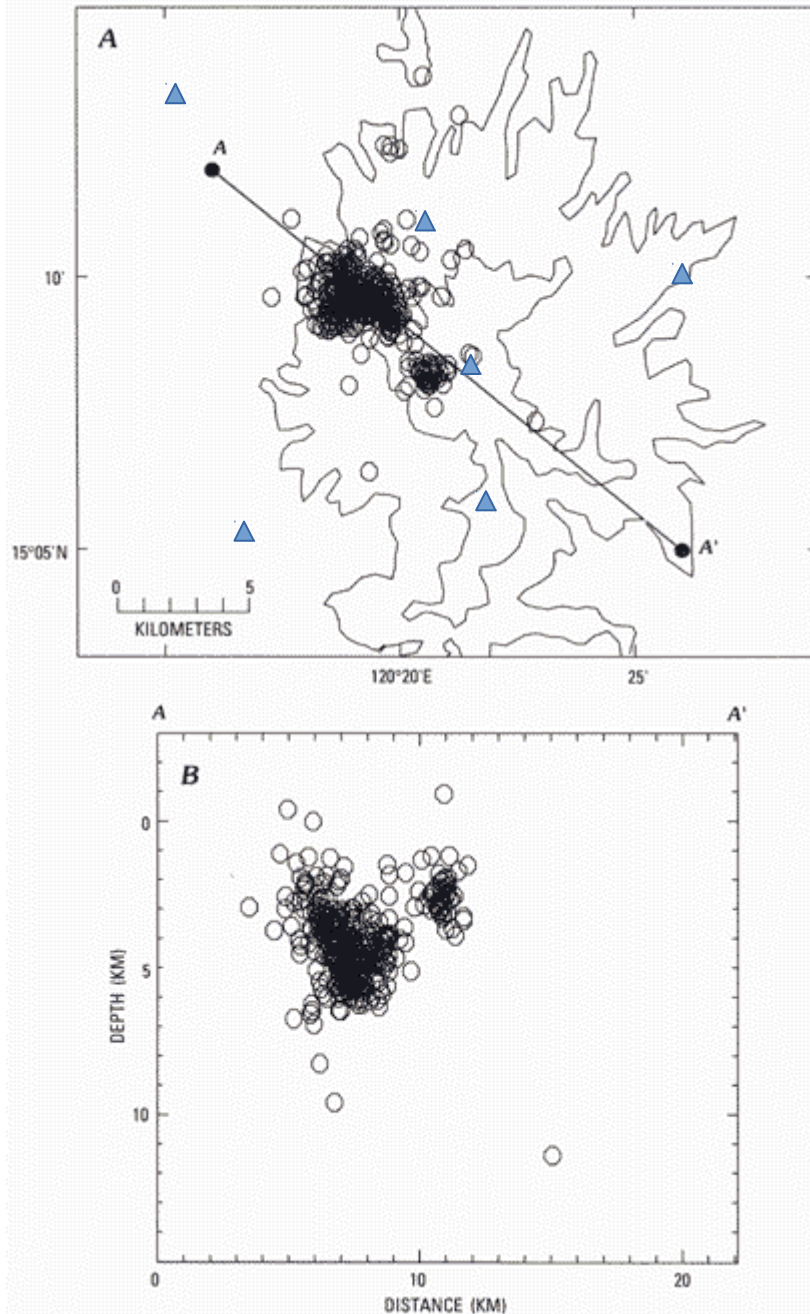 A
A
10'
A'
15°05'N
0 5
KILOMETERS
120°20'E 25'
A A'
B
0
5
10
DEPTH (KM)
0 10 20
DISTANCE (KM)